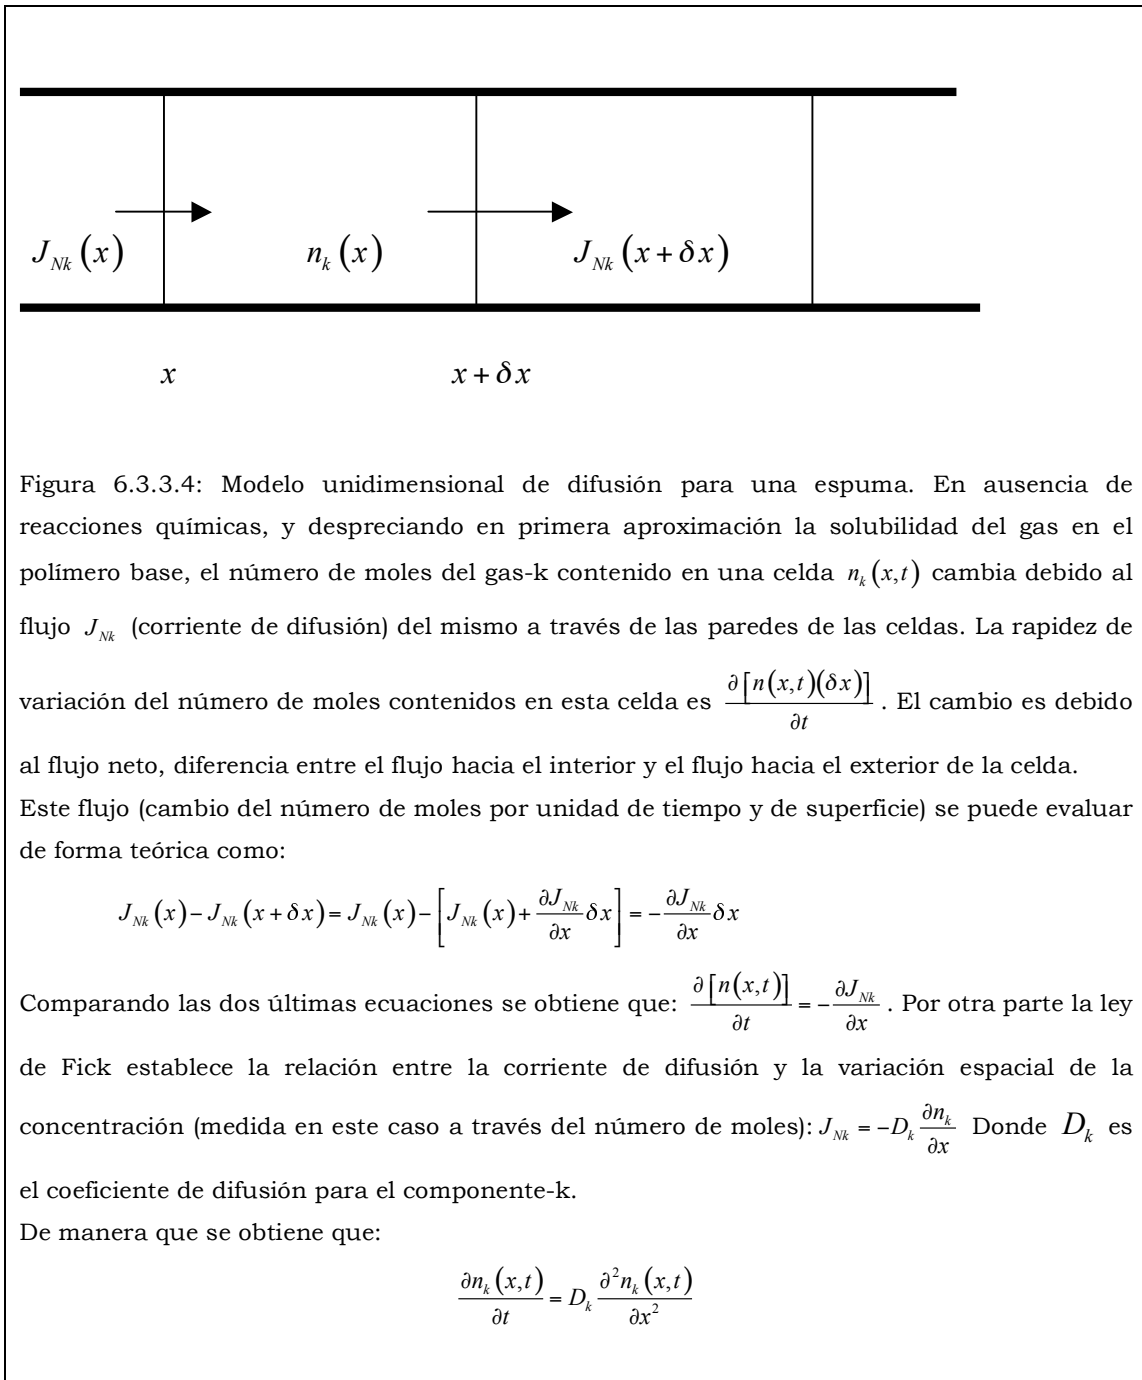 J_{Nk}(x) n_k(x) J_{Nk}(x + δx)
x x + δx
Figura 6.3.3.4: Modelo unidimensional de difusión para una espuma. En ausencia de
reacciones químicas, y despreciando en primera aproximación la solubilidad del gas en el
polímero base, el número de moles del gas-k contenido en una celda n_k(x,t) cambia debido al
flujo J_{Nk} (corriente de difusión) del mismo a través de las paredes de las celdas. La rapidez de
variación del número de moles contenidos en esta celda es ∂[n(x,t)(δx)]/∂t. El cambio es debido
al flujo neto, diferencia entre el flujo hacia el interior y el flujo hacia el exterior de la celda.
Este flujo (cambio del número de moles por unidad de tiempo y de superficie) se puede evaluar
de forma teórica como:
J_{Nk}(x) − J_{Nk}(x + δx) = J_{Nk}(x) − [J_{Nk}(x) + ∂J_{Nk}/∂x δx] = −∂J_{Nk}/∂x δx
Comparando las dos últimas ecuaciones se obtiene que: ∂[n(x,t)]/∂t = −∂J_{Nk}/∂x. Por otra parte la ley
de Fick establece la relación entre la corriente de difusión y la variación espacial de la
concentración (medida en este caso a través del número de moles): J_{Nk} = −D_k ∂n_k/∂x Donde D_k es
el coeficiente de difusión para el componente-k.
De manera que se obtiene que:
∂n_k(x,t)/∂t = D_k ∂²n_k(x,t)/∂x²